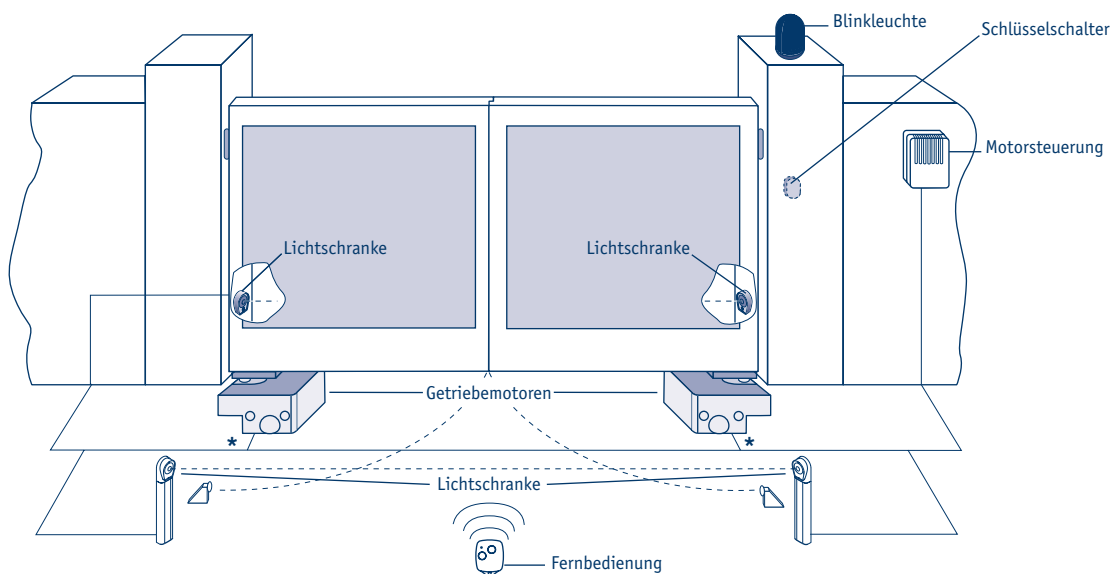 Blinkleuchte
Schlüsselschalter
Motorsteuerung
Lichtschranke
Lichtschranke
Getriebemotoren
*
*
Lichtschranke
Fernbedienung